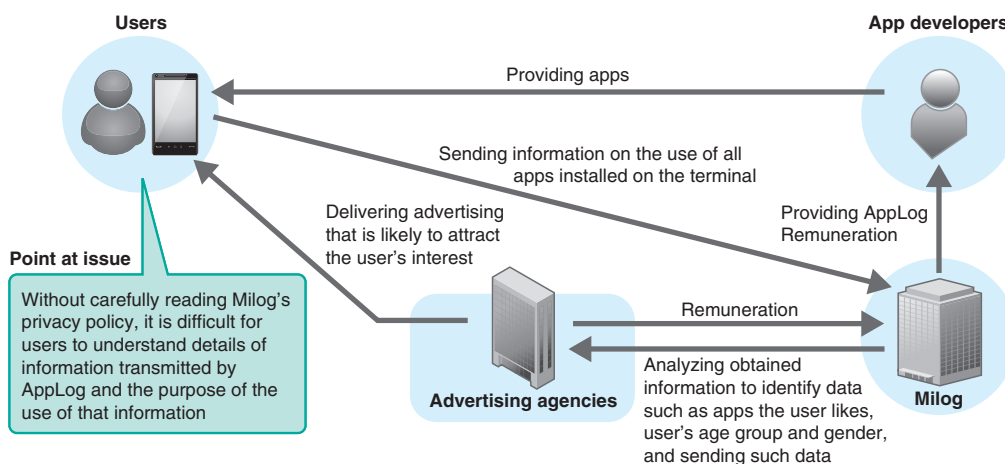 Users
App developers
Providing apps
Sending information on the use of all
apps installed on the terminal
Delivering advertising
that is likely to attract
the user's interest
Providing AppLog
Remuneration
Point at issue
Without carefully reading Milog's
privacy policy, it is difficult for
users to understand details of
information transmitted by
AppLog and the purpose of the
use of that information
Remuneration
Analyzing obtained
information to identify data
such as apps the user likes,
user's age group and gender,
and sending such data
Advertising agencies
Milog